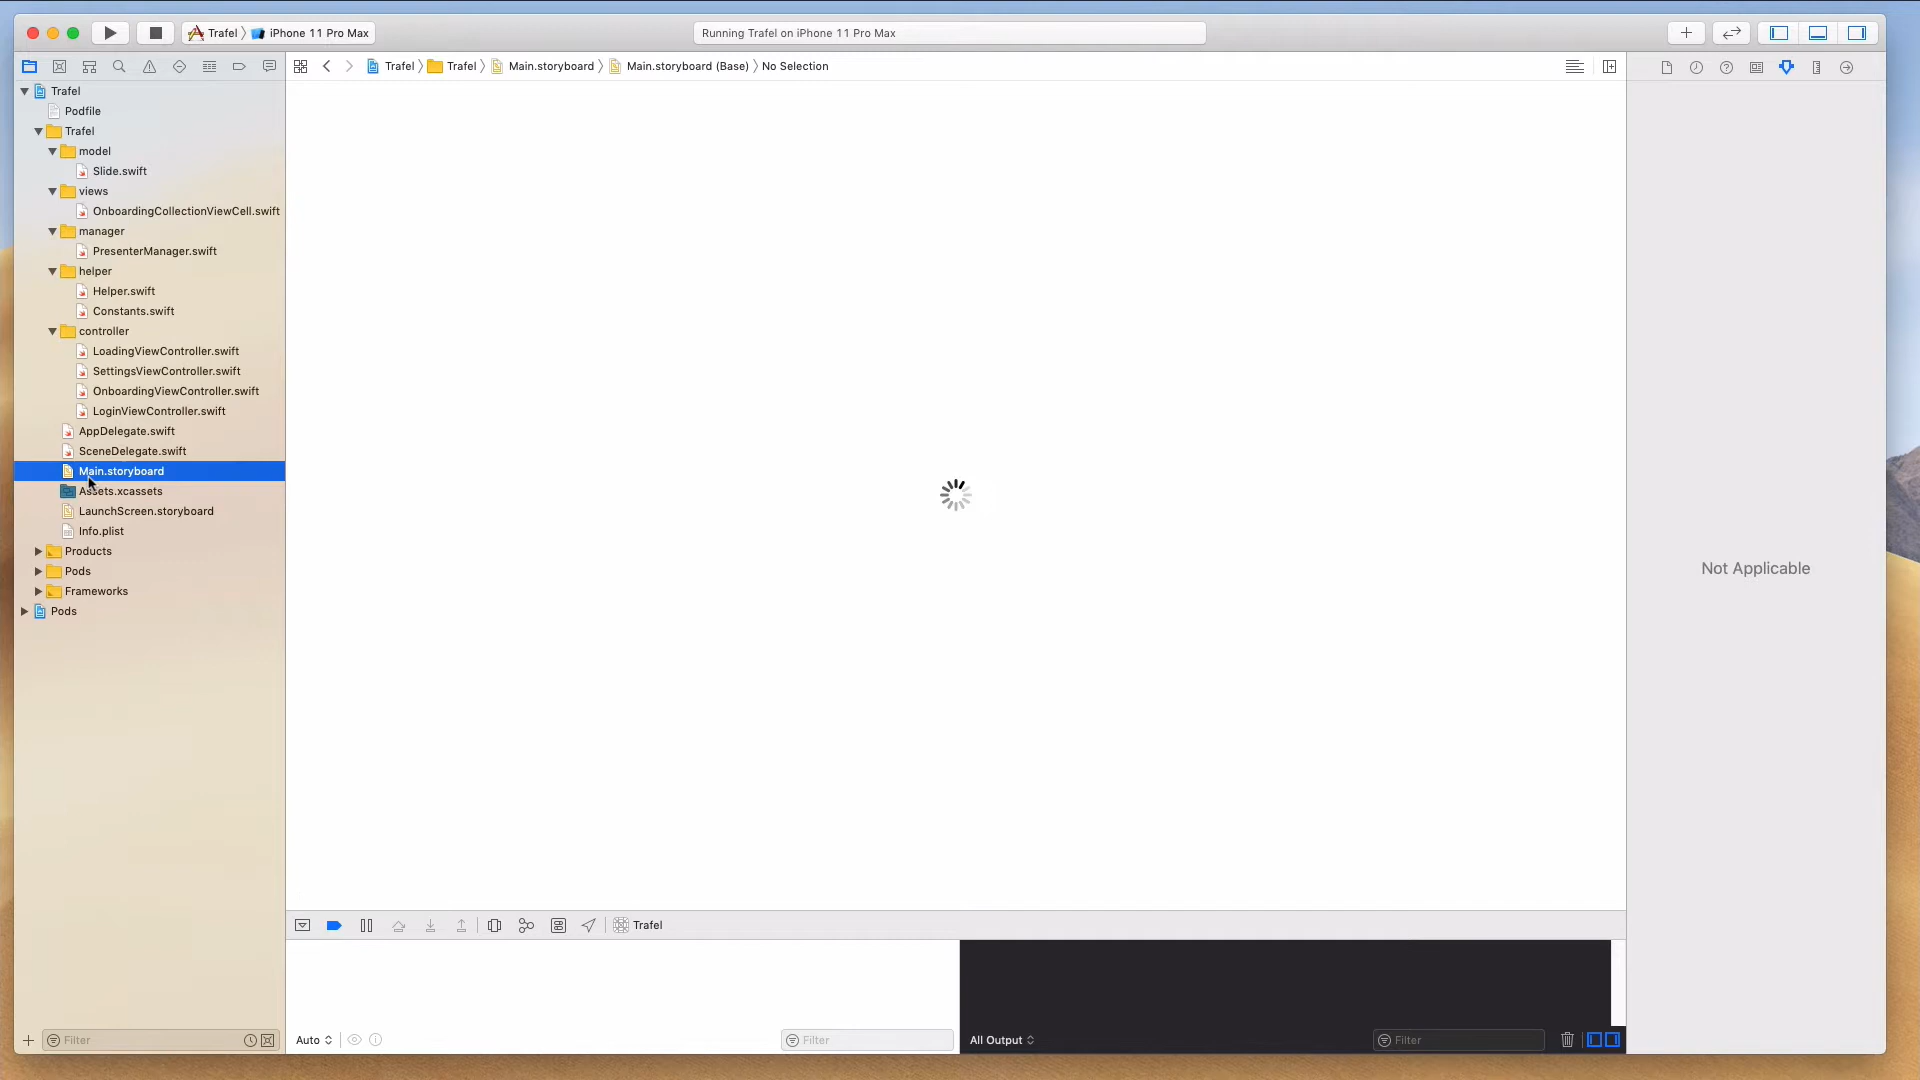 Trafel
iPhone 11 Pro Max
Running Trafel on iPhone 11 Pro Max
Trafel
Trafel
Main.storyboard
Main.storyboard (Base)
No Selection
Trafel
Podfile
Trafel
model
Slide.swift
views
OnboardingCollectionViewCell.swift
manager
PresenterManager.swift
helper
Helper.swift
Constants.swift
controller
LoadingViewController.swift
SettingsViewController.swift
OnboardingViewController.swift
LoginViewController.swift
AppDelegate.swift
SceneDelegate.swift
Main.storyboard
Assets.xcassets
LaunchScreen.storyboard
Info.plist
Products
Pods
Frameworks
Pods
Not Applicable
Trafel
Filter
Auto
Filter
All Output
Filter